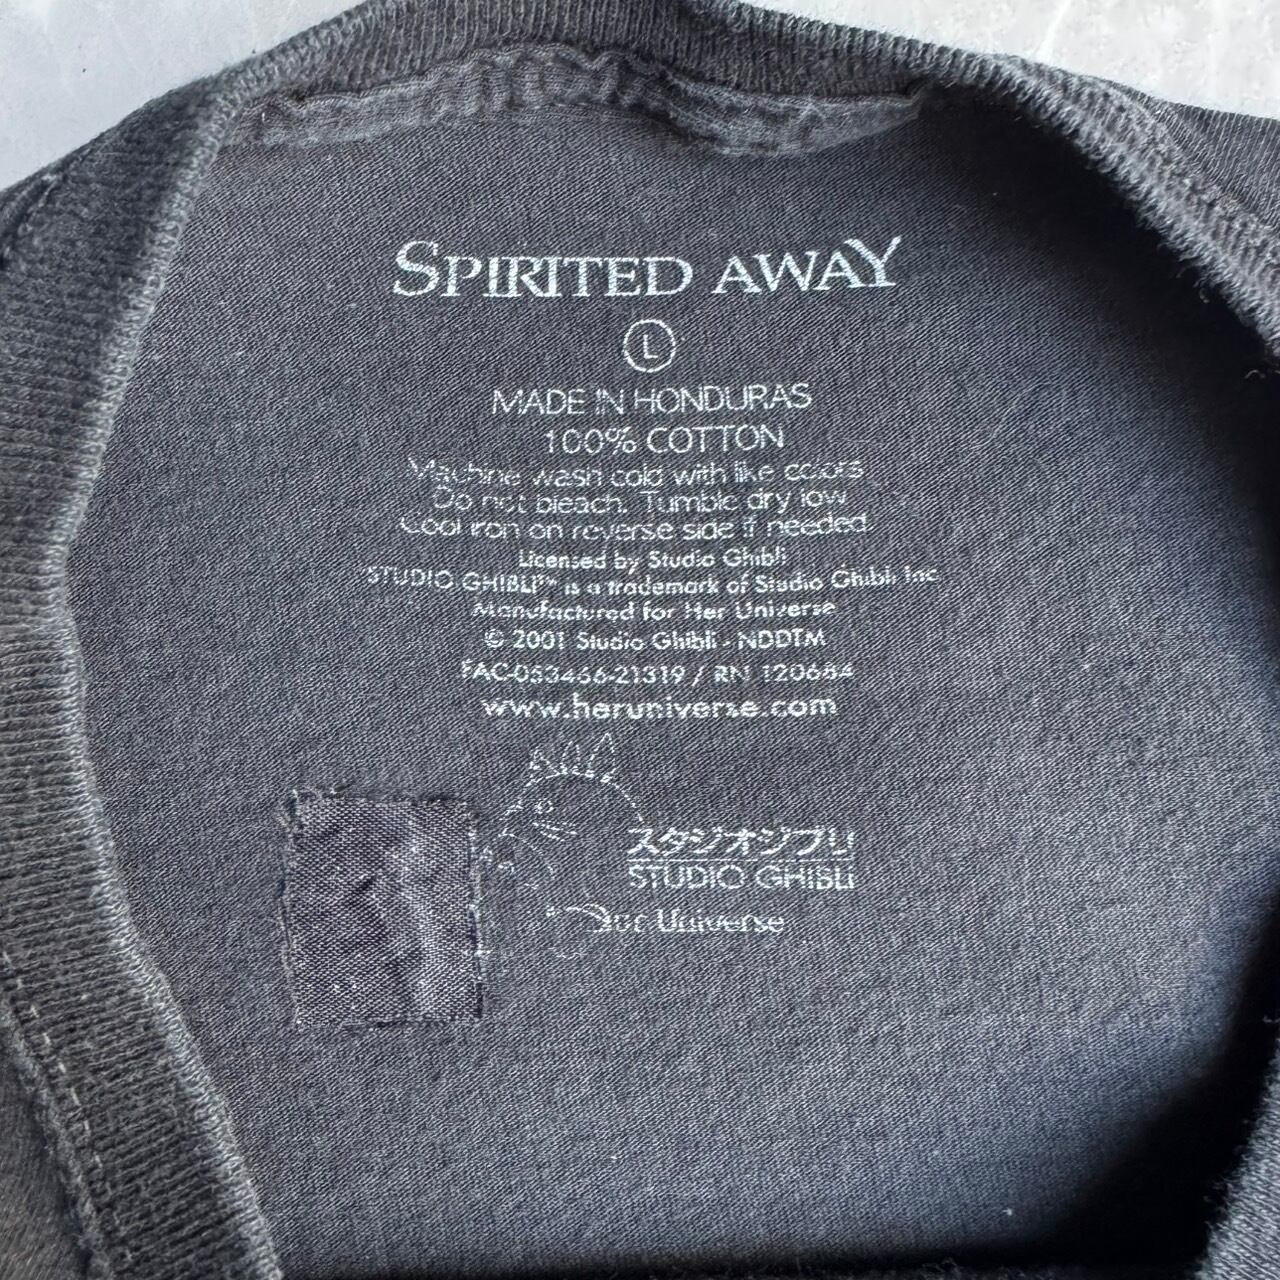 SPIRITED AWAY
L
MADE IN HONDURAS
100% COTTON
Machine wash cold with like colors
Do not bleach. Tumble dry low
Cool iron on reverse side if needed.
Licensed by Studio Ghibli
"STUDIO GHIBLI"™ is a trademark of Studio Ghibli Inc
Manufactured for Her Universe
© 2001 Studio Ghibli - NDDTM
FAC-053466-21319 / RN 120684
www.heruniverse.com
スタジオジブリ
STUDIO GHIBLI
Universe